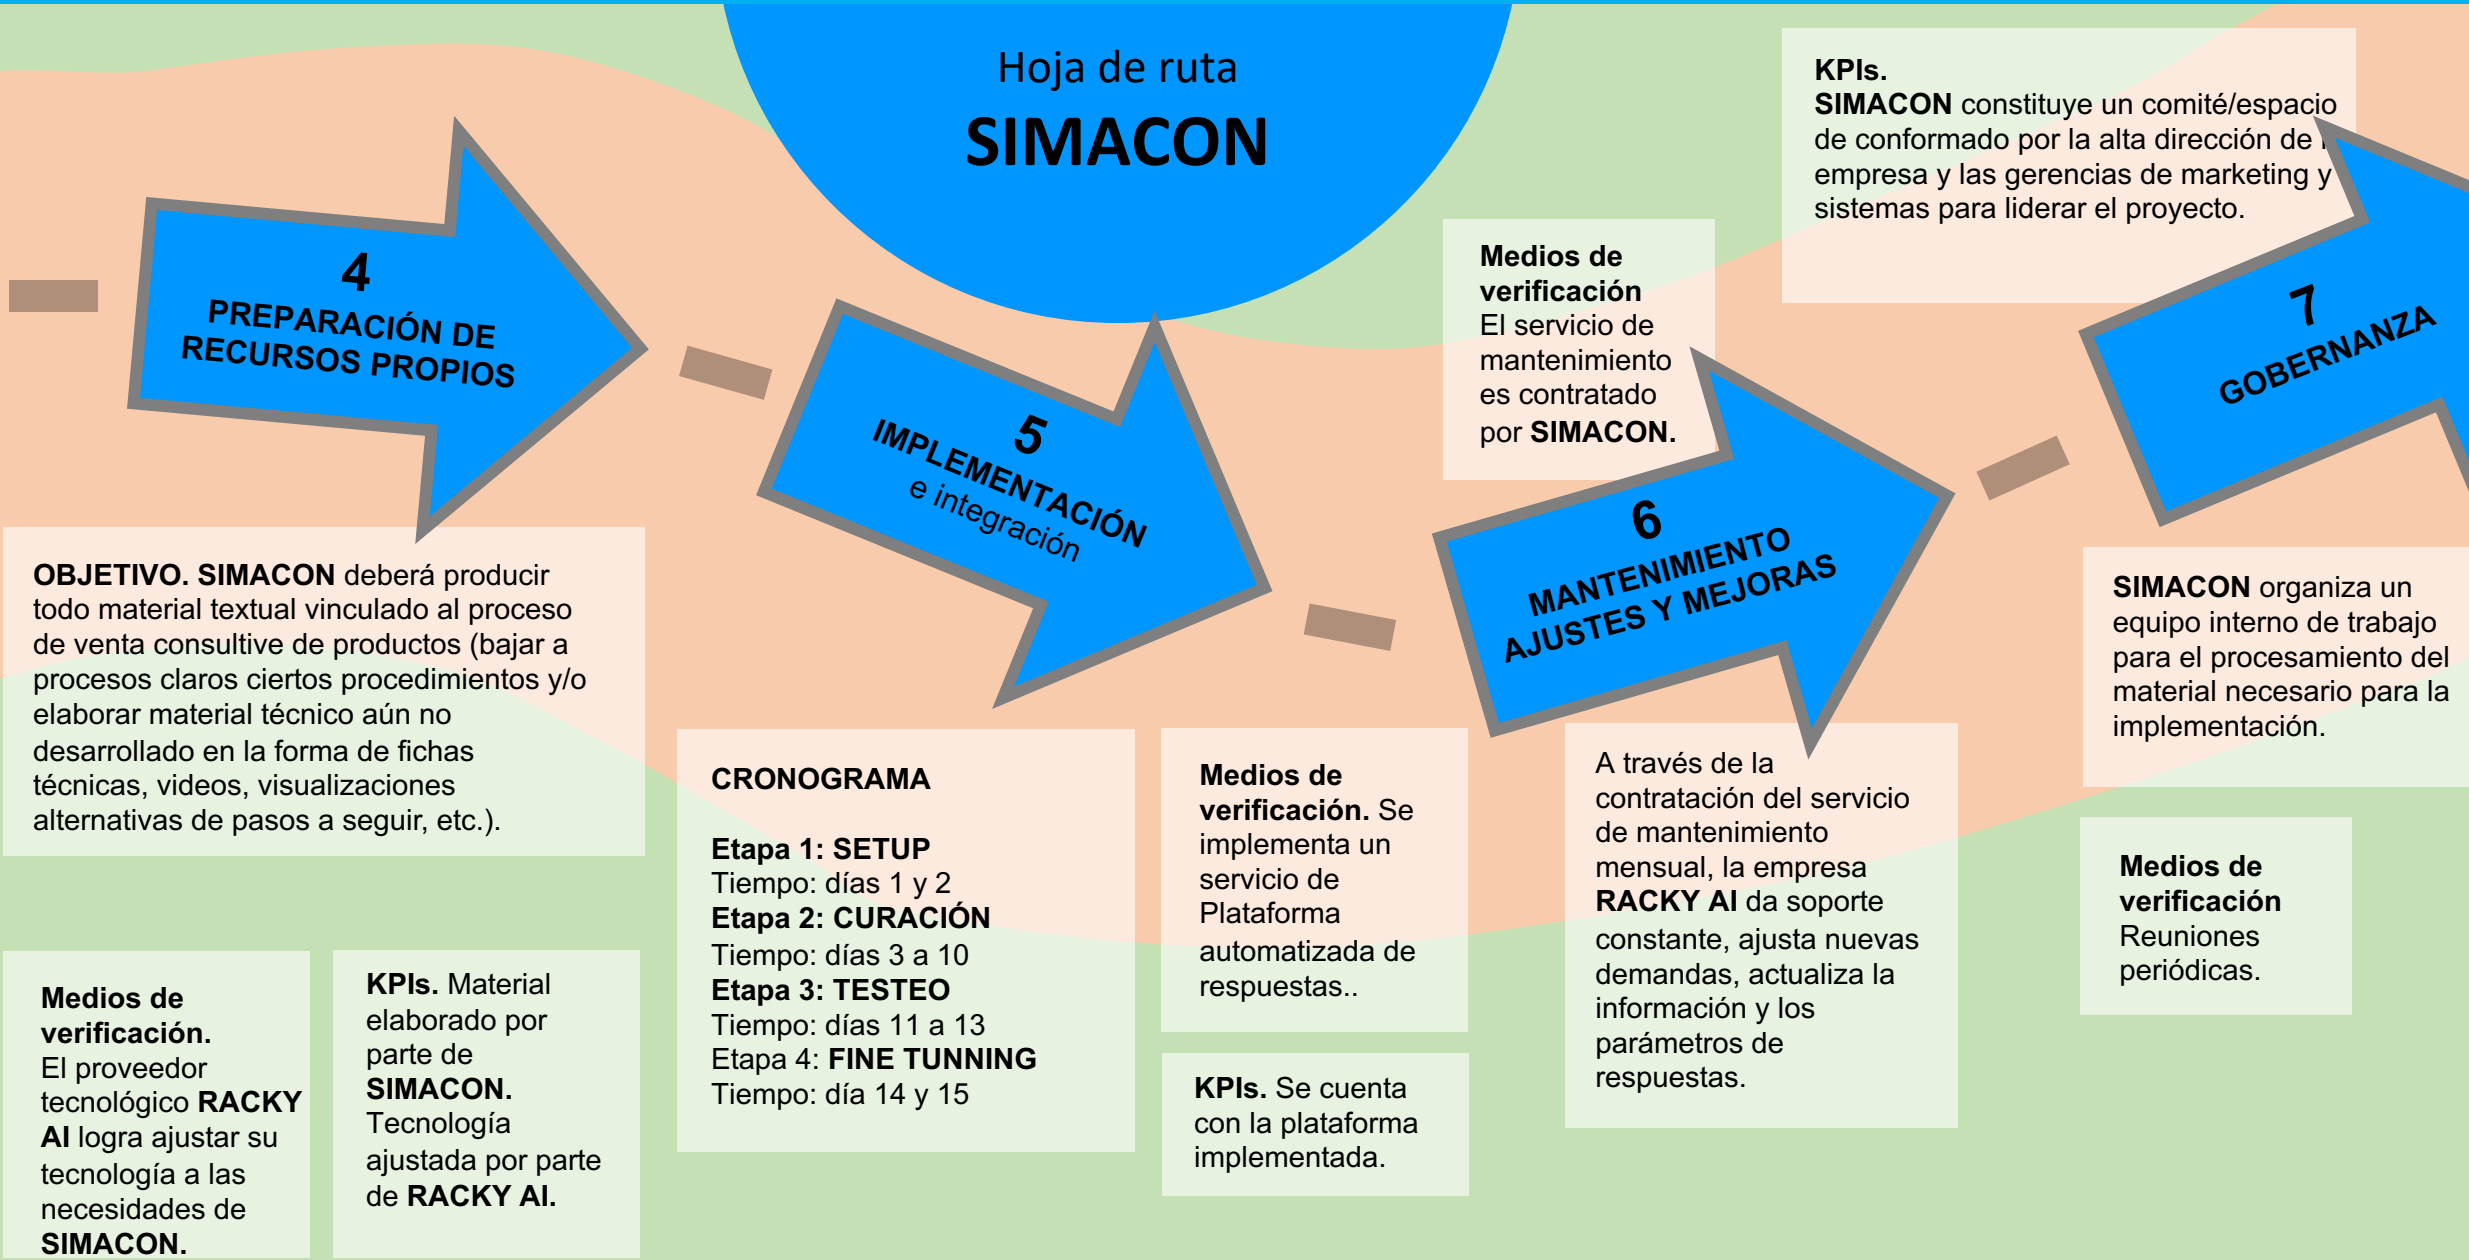 Hoja de ruta
SIMACON
4
PREPARACIÓN DE
RECURSOS PROPIOS
OBJETIVO. SIMACON deberá producir
todo material textual vinculado al proceso
de venta consultive de productos (bajar a
procesos claros ciertos procedimientos y/o
elaborar material técnico aún no
desarrollado en la forma de fichas
técnicas, videos, visualizaciones
alternativas de pasos a seguir, etc.).
Medios de
verificación.
El proveedor
tecnológico RACKY
AI logra ajustar su
tecnología a las
necesidades de
SIMACON.
KPIs. Material
elaborado por
parte de
SIMACON.
Tecnología
ajustada por parte
de RACKY AI.
5
IMPLEMENTACIÓN
e integración
CRONOGRAMA
Etapa 1: SETUP
Tiempo: días 1 y 2
Etapa 2: CURACIÓN
Tiempo: días 3 a 10
Etapa 3: TESTEO
Tiempo: días 11 a 13
Etapa 4: FINE TUNNING
Tiempo: día 14 y 15
Medios de
verificación. Se
implementa un
servicio de
Plataforma
automatizada de
respuestas..
KPIs. Se cuenta
con la plataforma
implementada.
Medios de
verificación
El servicio de
mantenimiento
es contratado
por SIMACON.
6
MANTENIMIENTO
AJUSTES Y MEJORAS
A través de la
contratación del servicio
de mantenimiento
mensual, la empresa
RACKY AI da soporte
constante, ajusta nuevas
demandas, actualiza la
información y los
parámetros de
respuestas.
KPIs.
SIMACON constituye un comité/espacio
de conformado por la alta dirección de
empresa y las gerencias de marketing y
sistemas para liderar el proyecto.
7
GOBERNANZA
SIMACON organiza un
equipo interno de trabajo
para el procesamiento del
material necesario para la
implementación.
Medios de
verificación
Reuniones
periódicas.